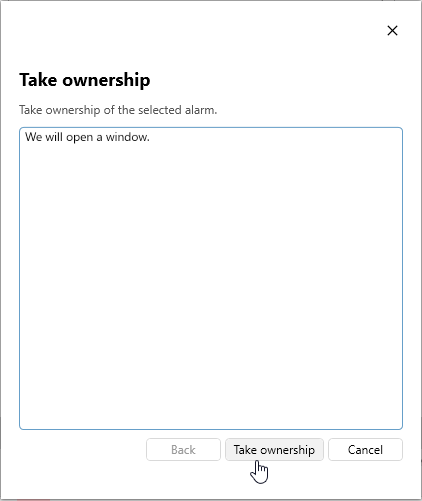 Take ownership
Take ownership of the selected alarm.
We will open a window.
Back
Take ownership
Cancel